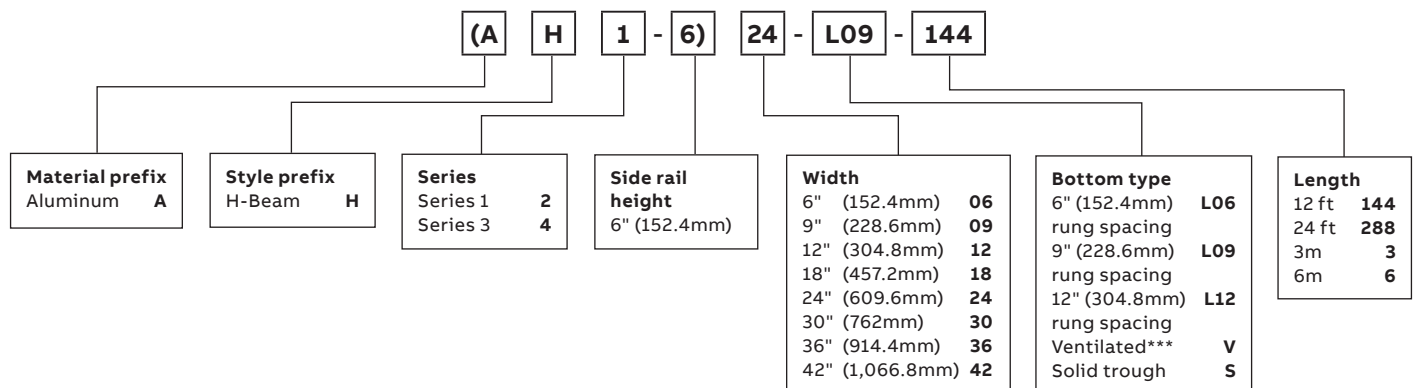 (A H 1 - 6) 24 - L09 - 144
Material prefix
Aluminum A
Style prefix
H-Beam H
Series
Series 1 2
Series 3 4
Side rail
height
6" (152.4mm)
Width
6" (152.4mm) 06
9" (228.6mm) 09
12" (304.8mm) 12
18" (457.2mm) 18
24" (609.6mm) 24
30" (762mm) 30
36" (914.4mm) 36
42" (1,066.8mm) 42
Bottom type
6" (152.4mm) L06
rung spacing
9" (228.6mm) L09
rung spacing
12" (304.8mm) L12
rung spacing
Ventilated*** V
Solid trough S
Length
12 ft 144
24 ft 288
3m 3
6m 6